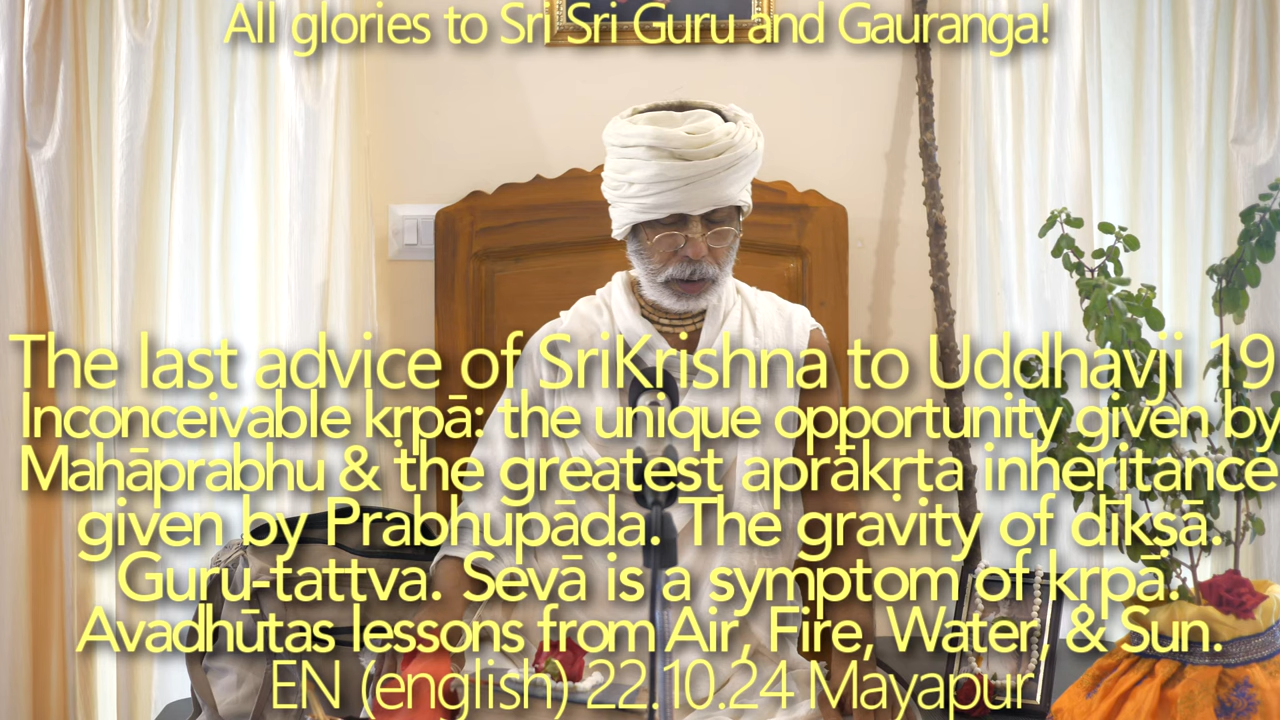 All glories to Sri Sri Guru and Gauranga!
The last advice of SriKrishna to Uddhavji 19
Inconceivable kṛpā: the unique opportunity given by
Mahāprabhu & the greatest aprākṛta inheritance
given by Prabhupāda. The gravity of dīkṣā.
Guru-tattva. Sevā is a symptom of kṛpā.
Avadhūtas lessons from Air, Fire, Water, & Sun.
EN (english) 22.10.24 Mayapur